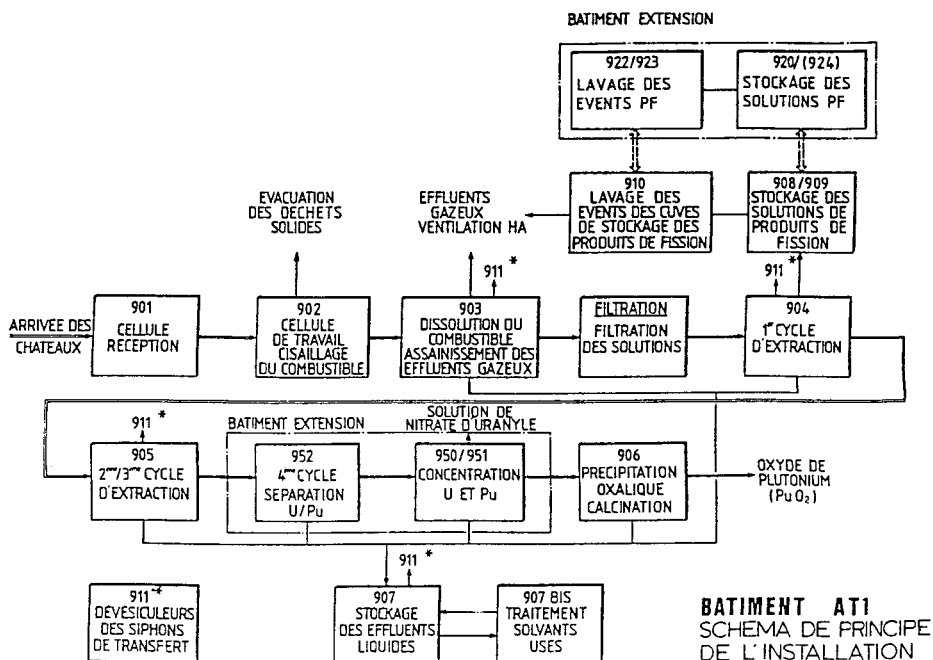 BATIMENT EXTENSION
922/923
LAVAGE DES
EVENTS PF
920/(924)
STOCKAGE DES
SOLUTIONS PF
EVACUATION
DES DECHETS
SOLIDES
EFFLUENTS
GAZEUX
VENTILATION HA
910
LAVAGE DES
EVENTS DES CUVES
DE STOCKAGE DES
PRODUITS DE FISSION
908/909
STOCKAGE DES
SOLUTIONS DE
PRODUITS DE
FISSION
911 *
911 *
ARRIVEE DES
CHATEAUX
901
CELLULE
RECEPTION
902
CELLULE
DE TRAVAIL
CISAILLAGE
DU COMBUSTIBLE
903
DISSOLUTION DU
COMBUSTIBLE
ASSAINISSEMENT DES
EFFLUENTS GAZEUX
FILTRATION
FILTRATION
DES SOLUTIONS
904
1er CYCLE
D'EXTRACTION
911 *
BATIMENT EXTENSION
SOLUTION DE
NITRATE D'URANYLE
905
2ème/3ème CYCLE
D'EXTRACTION
952
4ème CYCLE
SEPARATION
U/Pu
950/951
CONCENTRATION
U ET Pu
906
PRECIPITATION
OXALIQUE
CALCINATION
OXYDE DE
PLUTONIUM
(PuO₂)
911 *
911 *
DEVESICULEURS
DES SIPHONS
DE TRANSFERT
907
STOCKAGE
DES EFFLUENTS
LIQUIDES
907 BIS
TRAITEMENT
SOLVANTS
USES
BATIMENT AT1
SCHEMA DE PRINCIPE
DE L'INSTALLATION